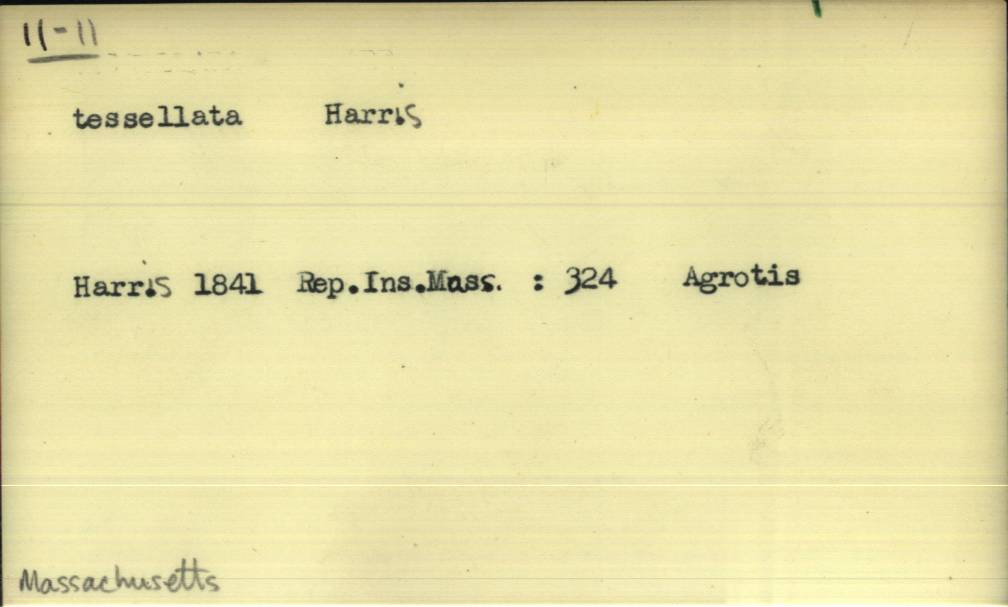 11-11
tessellata Harris
Harris 1841 Rep.Ins.Mass. : 324 Agrotis
Massachusetts